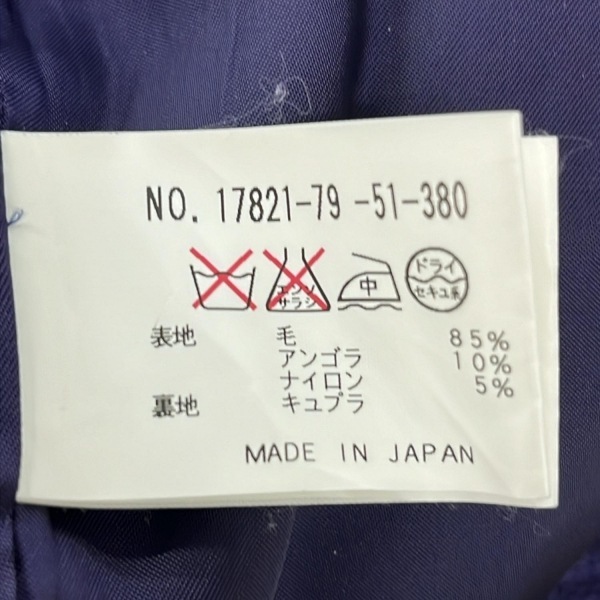 NO. 17821-79-51-380
エンソ
サラシ
中
ドライ
セキユ系
表地 毛 85%
アンゴラ 10%
ナイロン 5%
裏地 キュプラ
MADE IN JAPAN